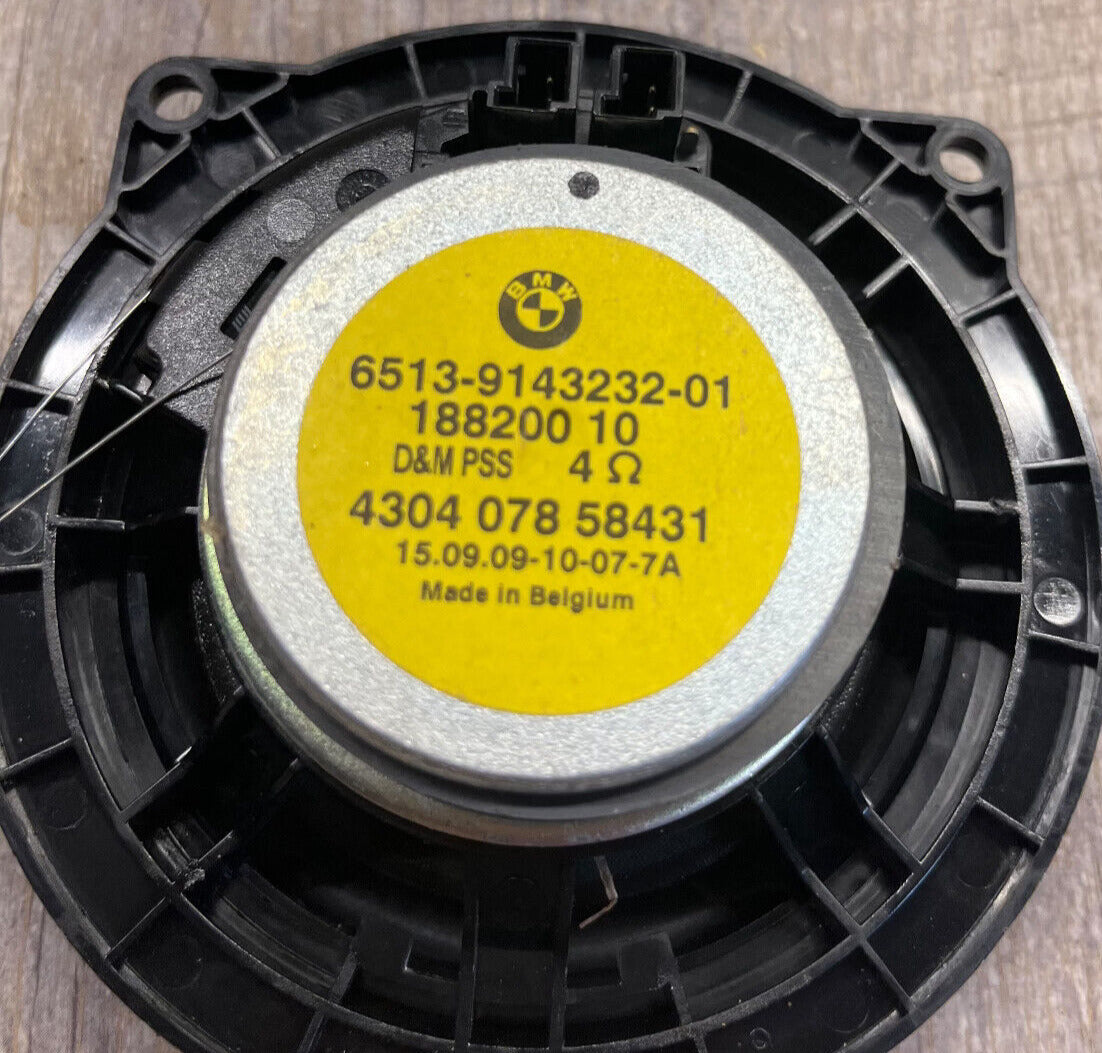 BMW
6513-9143232-01
188200 10
D&M PSS 4 Ω
4304 078 58431
15.09.09-10-07-7A
Made in Belgium